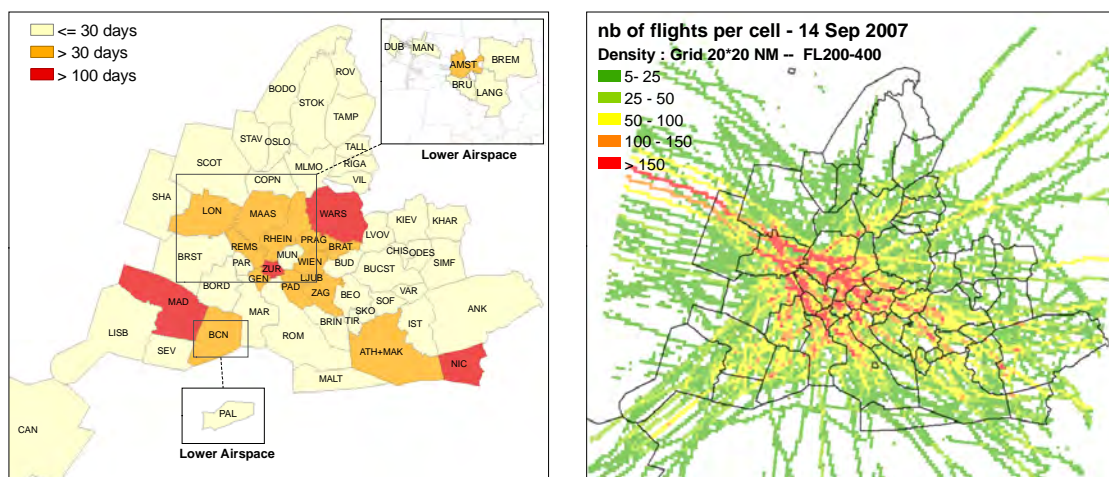 <= 30 days
> 30 days
> 100 days
DUB
MAN
AMST
BREM
BRU
LANG
Lower Airspace
ROV
BODO
STOK
TAMP
STAV
OSLO
TALL
SCOT
RIGA
MLMO
COPN
VIL
SHA
LON
MAAS
WARS
KIEV
KHAR
LVOV
RHEIN
PRAG
REMS
BRAT
CHIS
ODES
BRST
PAR
MUN
WIEN
BUD
SIMF
ZUR
BUCST
GEN
LJUB
BORD
PAD
ZAG
BEO
VAR
MAD
SOF
ANK
MAR
SKO
LISB
BCN
BRIN
TIR
IST
ROM
SEV
ATH+MAK
NIC
MALT
PAL
CAN
Lower Airspace
nb of flights per cell - 14 Sep 2007
Density : Grid 20*20 NM -- FL200-400
5- 25
25 - 50
50 - 100
100 - 150
> 150